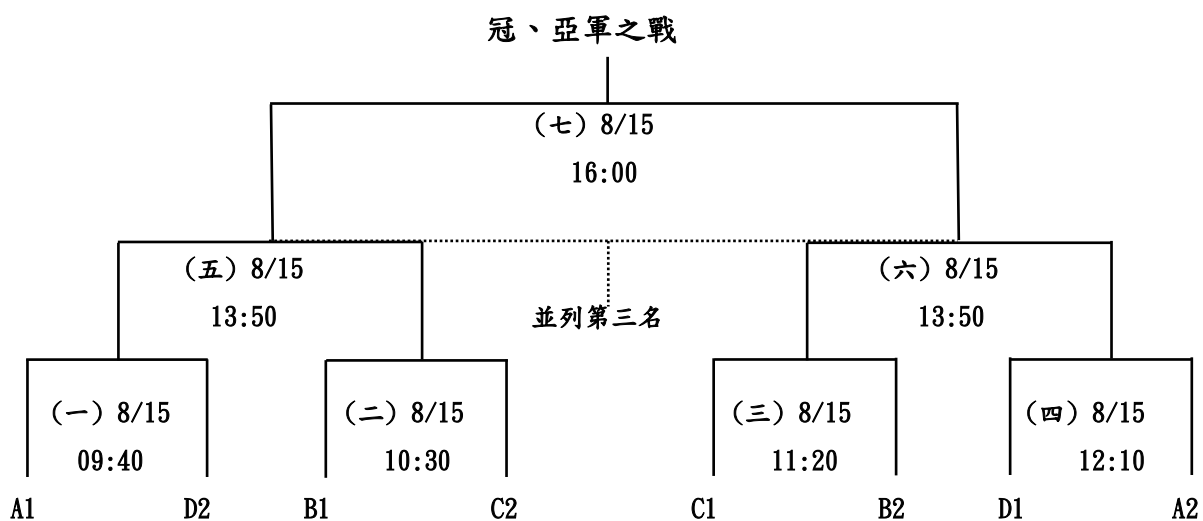 冠、亞軍之戰
(七) 8/15
16:00
(五) 8/15
13:50
並列第三名
(六) 8/15
13:50
(一) 8/15
09:40
(二) 8/15
10:30
(三) 8/15
11:20
(四) 8/15
12:10
A1 D2 B1 C2 C1 B2 D1 A2